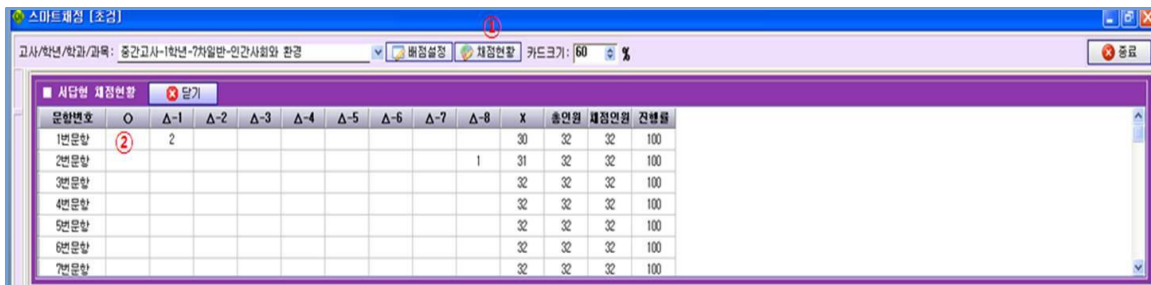 스마트채점 [초검]
①
고사/학년/학과/과목: 중간고사-1학년-7차일반-인간사회와 환경 배점설정 채점현황 카드크기: 60 % 종료
■ 서답형 채점현황 닫기
문항번호 O Δ-1 Δ-2 Δ-3 Δ-4 Δ-5 Δ-6 Δ-7 Δ-8 X 총인원 채점인원 진행률
1번문항 ② 2 30 32 32 100
2번문항 1 31 32 32 100
3번문항 32 32 32 100
4번문항 32 32 32 100
5번문항 32 32 32 100
6번문항 32 32 32 100
7번문항 32 32 32 100